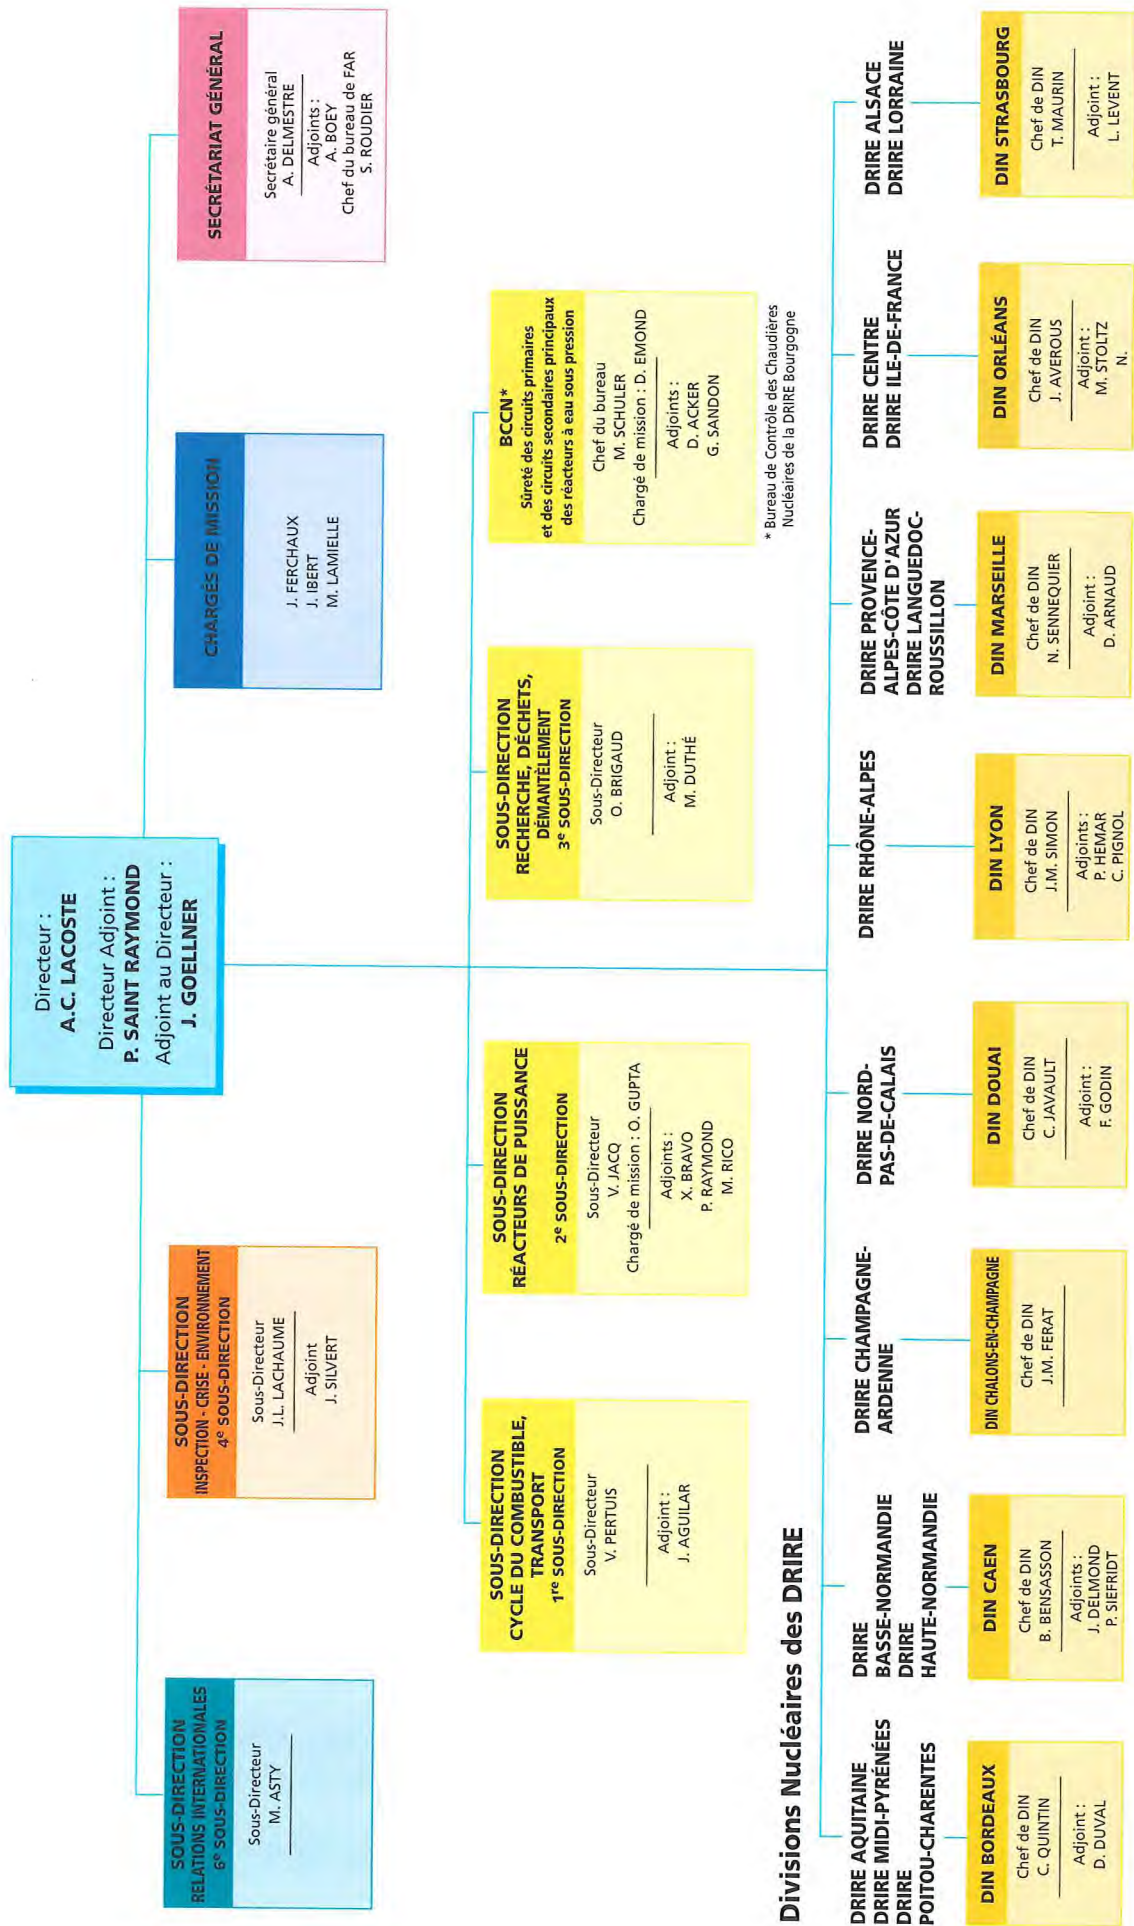 Directeur :
A.C. LACOSTE
Directeur Adjoint :
P. SAINT RAYMOND
Adjoint au Directeur :
J. GOELLNER
SOUS-DIRECTION
RELATIONS INTERNATIONALES
6e SOUS-DIRECTION
Sous-Directeur
M. ASTY
SOUS-DIRECTION
INSPECTION - CRISE - ENVIRONNEMENT
4e SOUS-DIRECTION
Sous-Directeur
J.L. LACHAUME
Adjoint
J. SILVERT
CHARGÉS DE MISSION
J. FERCHAUX
J. IBERT
M. LAMIELLE
SECRÉTARIAT GÉNÉRAL
Secrétaire général
A. DELMESTRE
Adjoints :
A. BOEY
Chef du bureau de FAR
S. ROUDIER
SOUS-DIRECTION
CYCLE DU COMBUSTIBLE,
TRANSPORT
1re SOUS-DIRECTION
Sous-Directeur
V. PERTUIS
Adjoint :
J. AGUILAR
SOUS-DIRECTION
RÉACTEURS DE PUISSANCE
2e SOUS-DIRECTION
Sous-Directeur
V. JACQ
Chargé de mission : O. GUPTA
Adjoints :
X. BRAVO
P. RAYMOND
M. RICO
SOUS-DIRECTION
RECHERCHE, DÉCHETS,
DÉMANTÈLEMENT
3e SOUS-DIRECTION
Sous-Directeur
O. BRIGAUD
Adjoint :
M. DUTHÉ
BCCN*
Sûreté des circuits primaires
et des circuits secondaires principaux
des réacteurs à eau sous pression
Chef du bureau
M. SCHULER
Chargé de mission : D. EMOND
Adjoints :
D. ACKER
G. SANDON
* Bureau de Contrôle des Chaudières
Nucléaires de la DRIRE Bourgogne
Divisions Nucléaires des DRIRE
DRIRE AQUITAINE
DRIRE MIDI-PYRÉNÉES
DRIRE
POITOU-CHARENTES
DIN BORDEAUX
Chef de DIN
C. QUINTIN
Adjoint :
D. DUVAL
DRIRE
BASSE-NORMANDIE
DRIRE
HAUTE-NORMANDIE
DIN CAEN
Chef de DIN
B. BENSASSON
Adjoints :
J. DELMOND
P. SIEFRIDT
DRIRE CHAMPAGNE-
ARDENNE
DIN CHALONS-EN-CHAMPAGNE
Chef de DIN
J.M. FERAT
DRIRE NORD-
PAS-DE-CALAIS
DIN DOUAI
Chef de DIN
C. JAVAULT
Adjoint :
F. GODIN
DRIRE RHÔNE-ALPES
DIN LYON
Chef de DIN
J.M. SIMON
Adjoints :
P. HEMAR
C. PIGNOL
DRIRE PROVENCE-
ALPES-CÔTE D'AZUR
DRIRE LANGUEDOC-
ROUSSILLON
DIN MARSEILLE
Chef de DIN
N. SENNEQUIER
Adjoint :
D. ARNAUD
DRIRE CENTRE
DRIRE ILE-DE-FRANCE
DIN ORLÉANS
Chef de DIN
J. AVEROUS
Adjoint :
M. STOLTZ
N.
DRIRE ALSACE
DRIRE LORRAINE
DIN STRASBOURG
Chef de DIN
T. MAURIN
Adjoint :
L. LEVENT